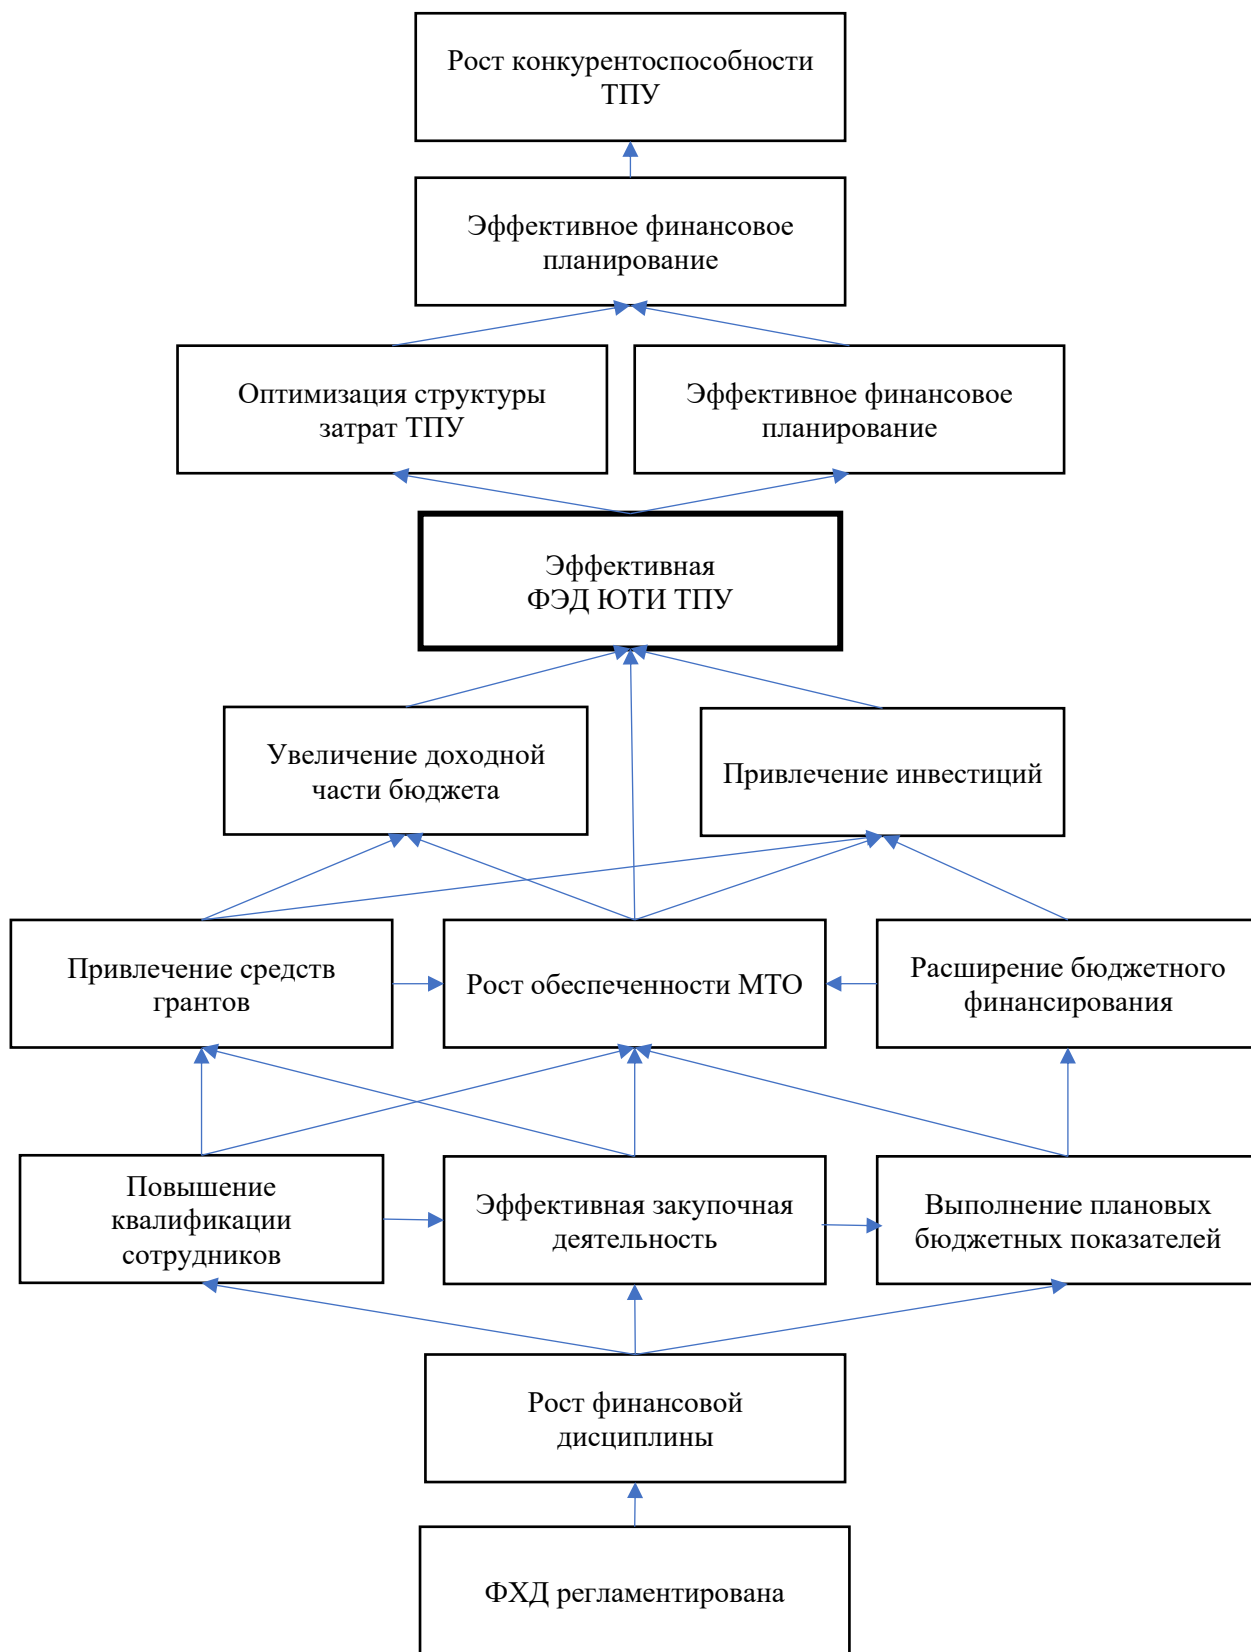 Рост конкурентоспособности
ТПУ
Эффективное финансовое
планирование
Оптимизация структуры
затрат ТПУ
Эффективное финансовое
планирование
Эффективная
ФЭД ЮТИ ТПУ
Увеличение доходной
части бюджета
Привлечение инвестиций
Привлечение средств
грантов
Рост обеспеченности МТО
Расширение бюджетного
финансирования
Повышение
квалификации
сотрудников
Эффективная закупочная
деятельность
Выполнение плановых
бюджетных показателей
Рост финансовой
дисциплины
ФХД регламентирована